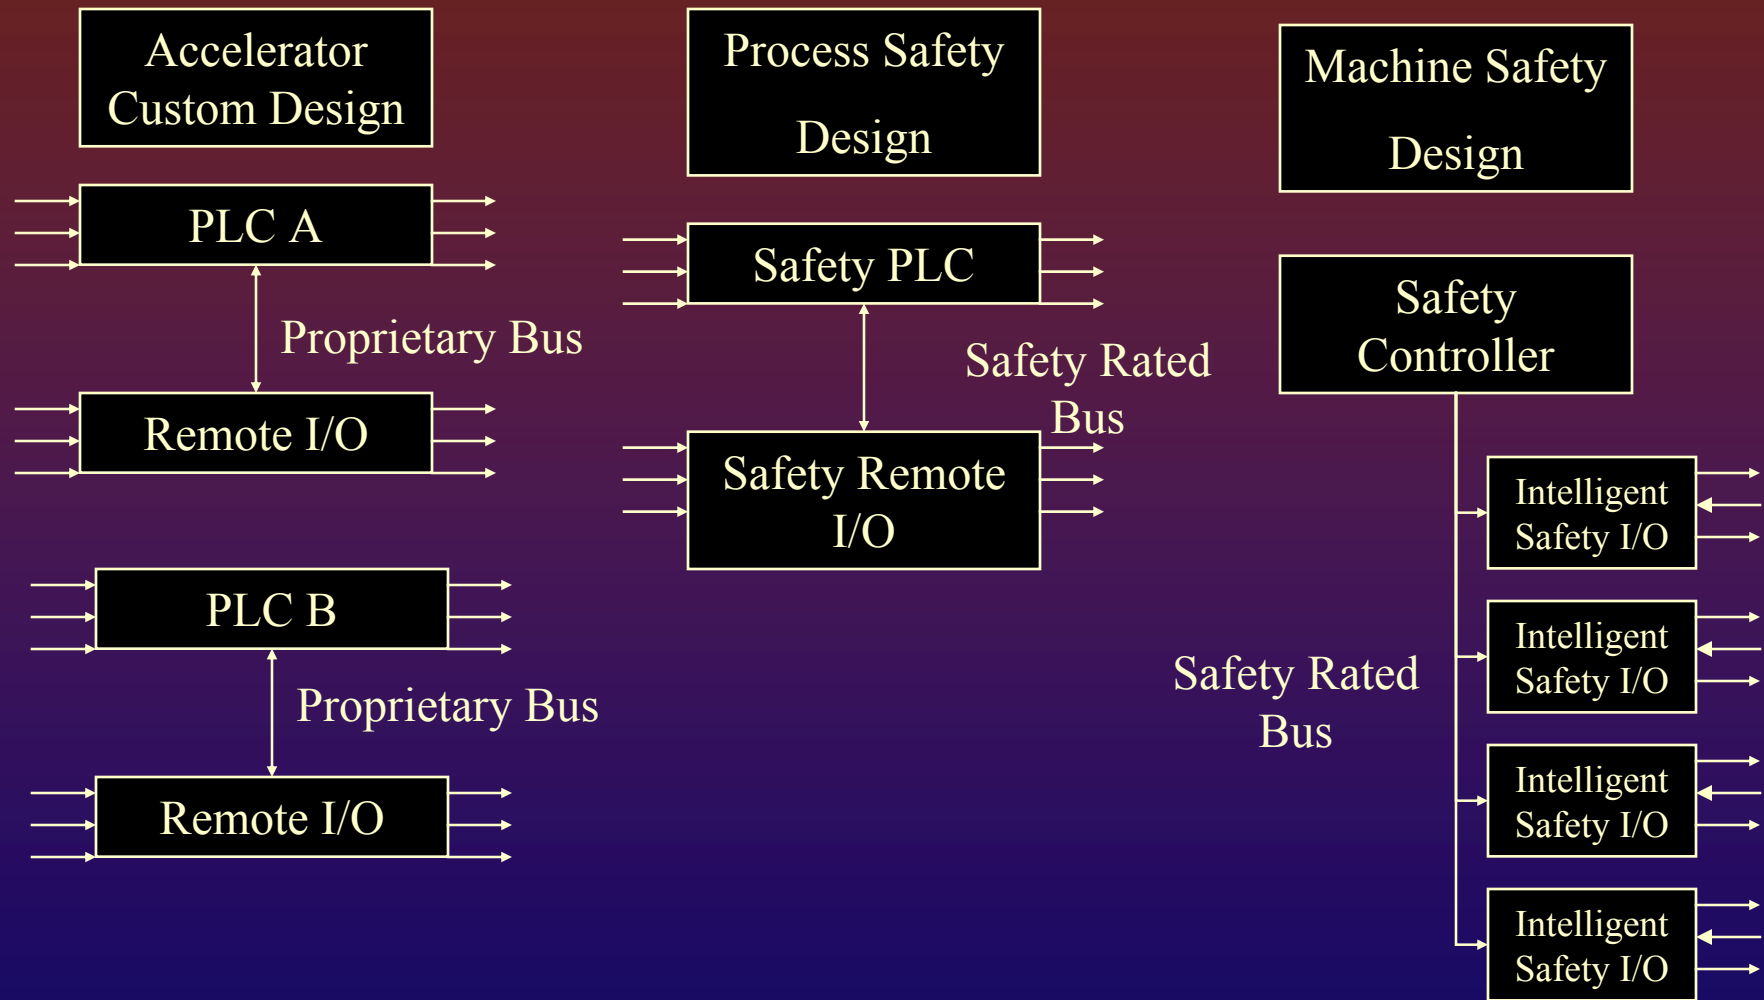 Accelerator
Custom Design
PLC A
Proprietary Bus
Remote I/O
PLC B
Proprietary Bus
Remote I/O
Process Safety
Design
Safety PLC
Safety Rated
Bus
Safety Remote
I/O
Machine Safety
Design
Safety
Controller
Safety Rated
Bus
Intelligent
Safety I/O
Intelligent
Safety I/O
Intelligent
Safety I/O
Intelligent
Safety I/O